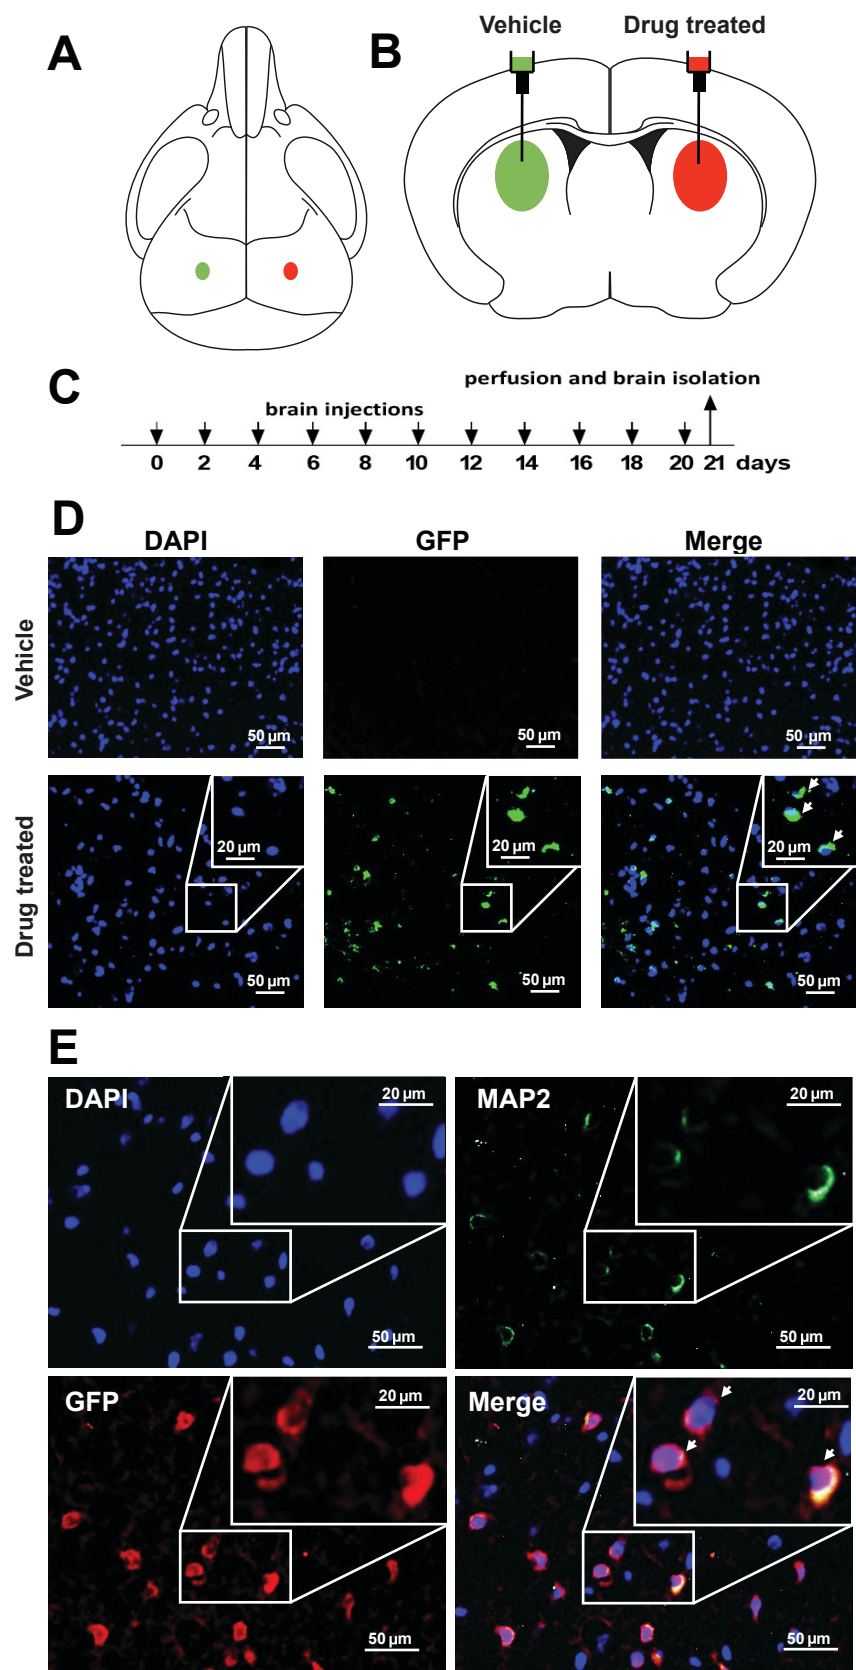 A
B
Vehicle
Drug treated
C
perfusion and brain isolation
brain injections
0 2 4 6 8 10 12 14 16 18 20 21 days
D
DAPI
GFP
Merge
Vehicle
50 µm
50 µm
50 µm
Drug treated
20 µm
20 µm
20 µm
50 µm
50 µm
50 µm
E
DAPI
20 µm
50 µm
MAP2
20 µm
50 µm
GFP
20 µm
50 µm
Merge
20 µm
50 µm